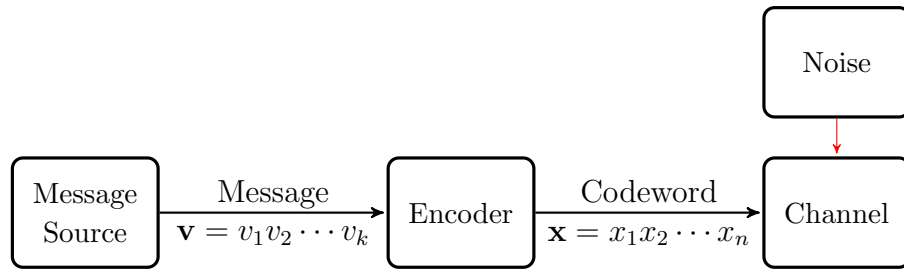 Noise
Message
Source
Message
𝐯 = v₁v₂ ⋯ vₖ
Encoder
Codeword
𝐱 = x₁x₂ ⋯ xₙ
Channel